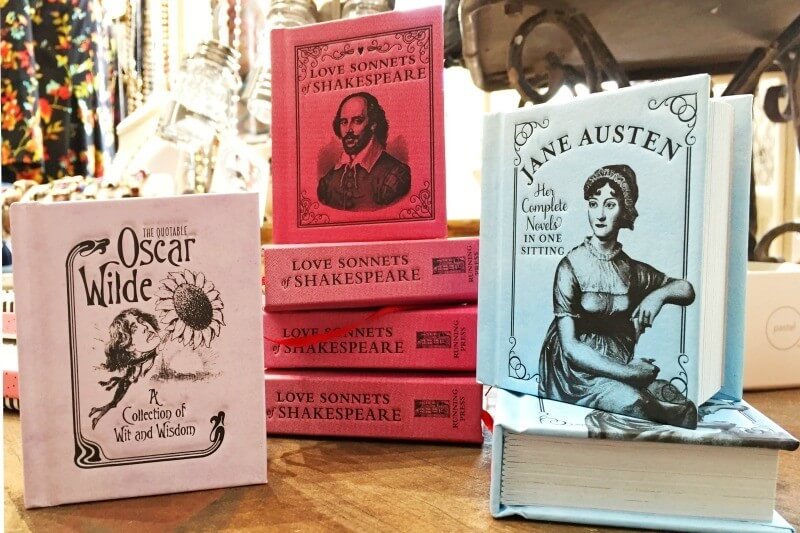 THE QUOTABLE
Oscar
Wilde
A
Collection of
Wit and Wisdom
LOVE SONNETS
of SHAKESPEARE
LOVE SONNETS
of SHAKESPEARE
RUNNING
PRESS
LOVE SONNETS
of SHAKESPEARE
RUNNING
PRESS
LOVE SONNETS
of SHAKESPEARE
RUNNING
PRESS
JANE AUSTEN
Her
Complete
Novels
IN ONE
SITTING
pastel